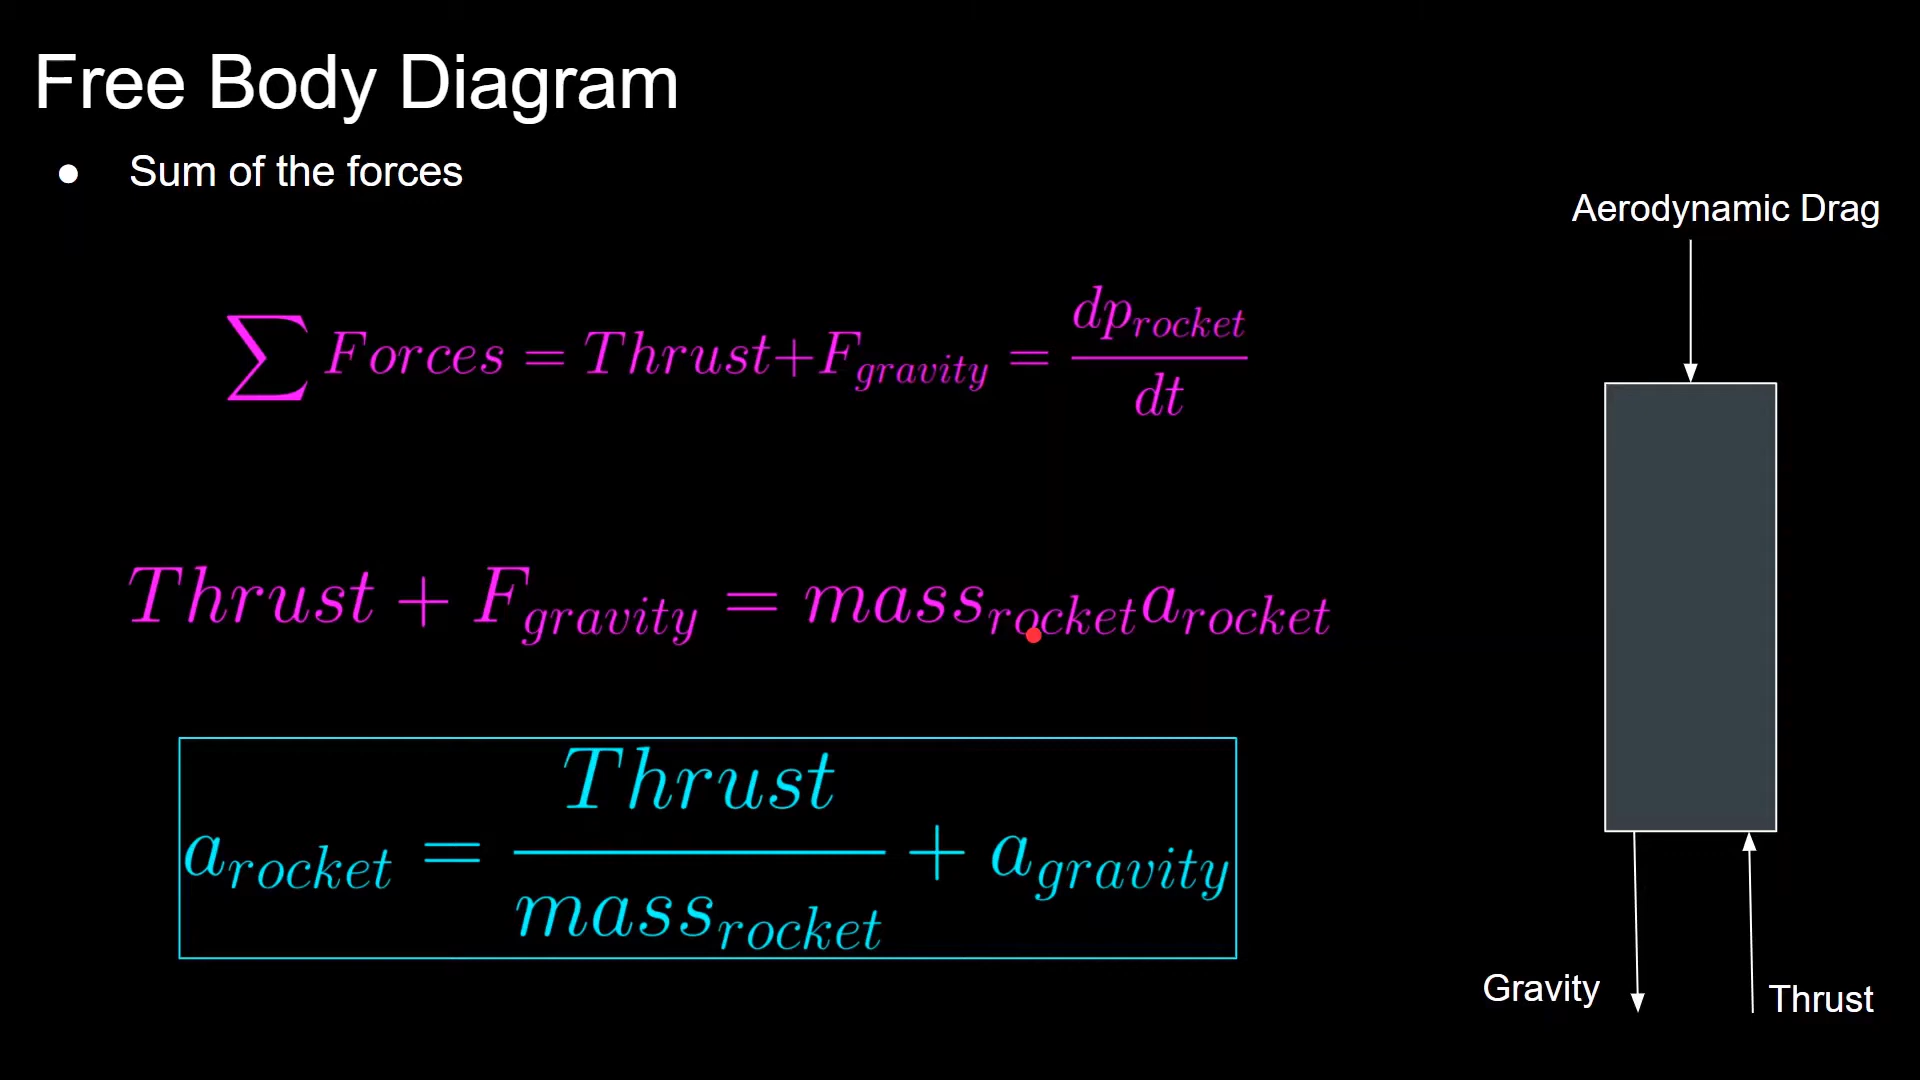 Free Body Diagram
● Sum of the forces
Aerodynamic Drag
∑ Forces = Thrust+F_gravity = dp_rocket/dt
Thrust + F_gravity = mass_rocket a_rocket
a_rocket = Thrust/mass_rocket + a_gravity
Gravity
Thrust